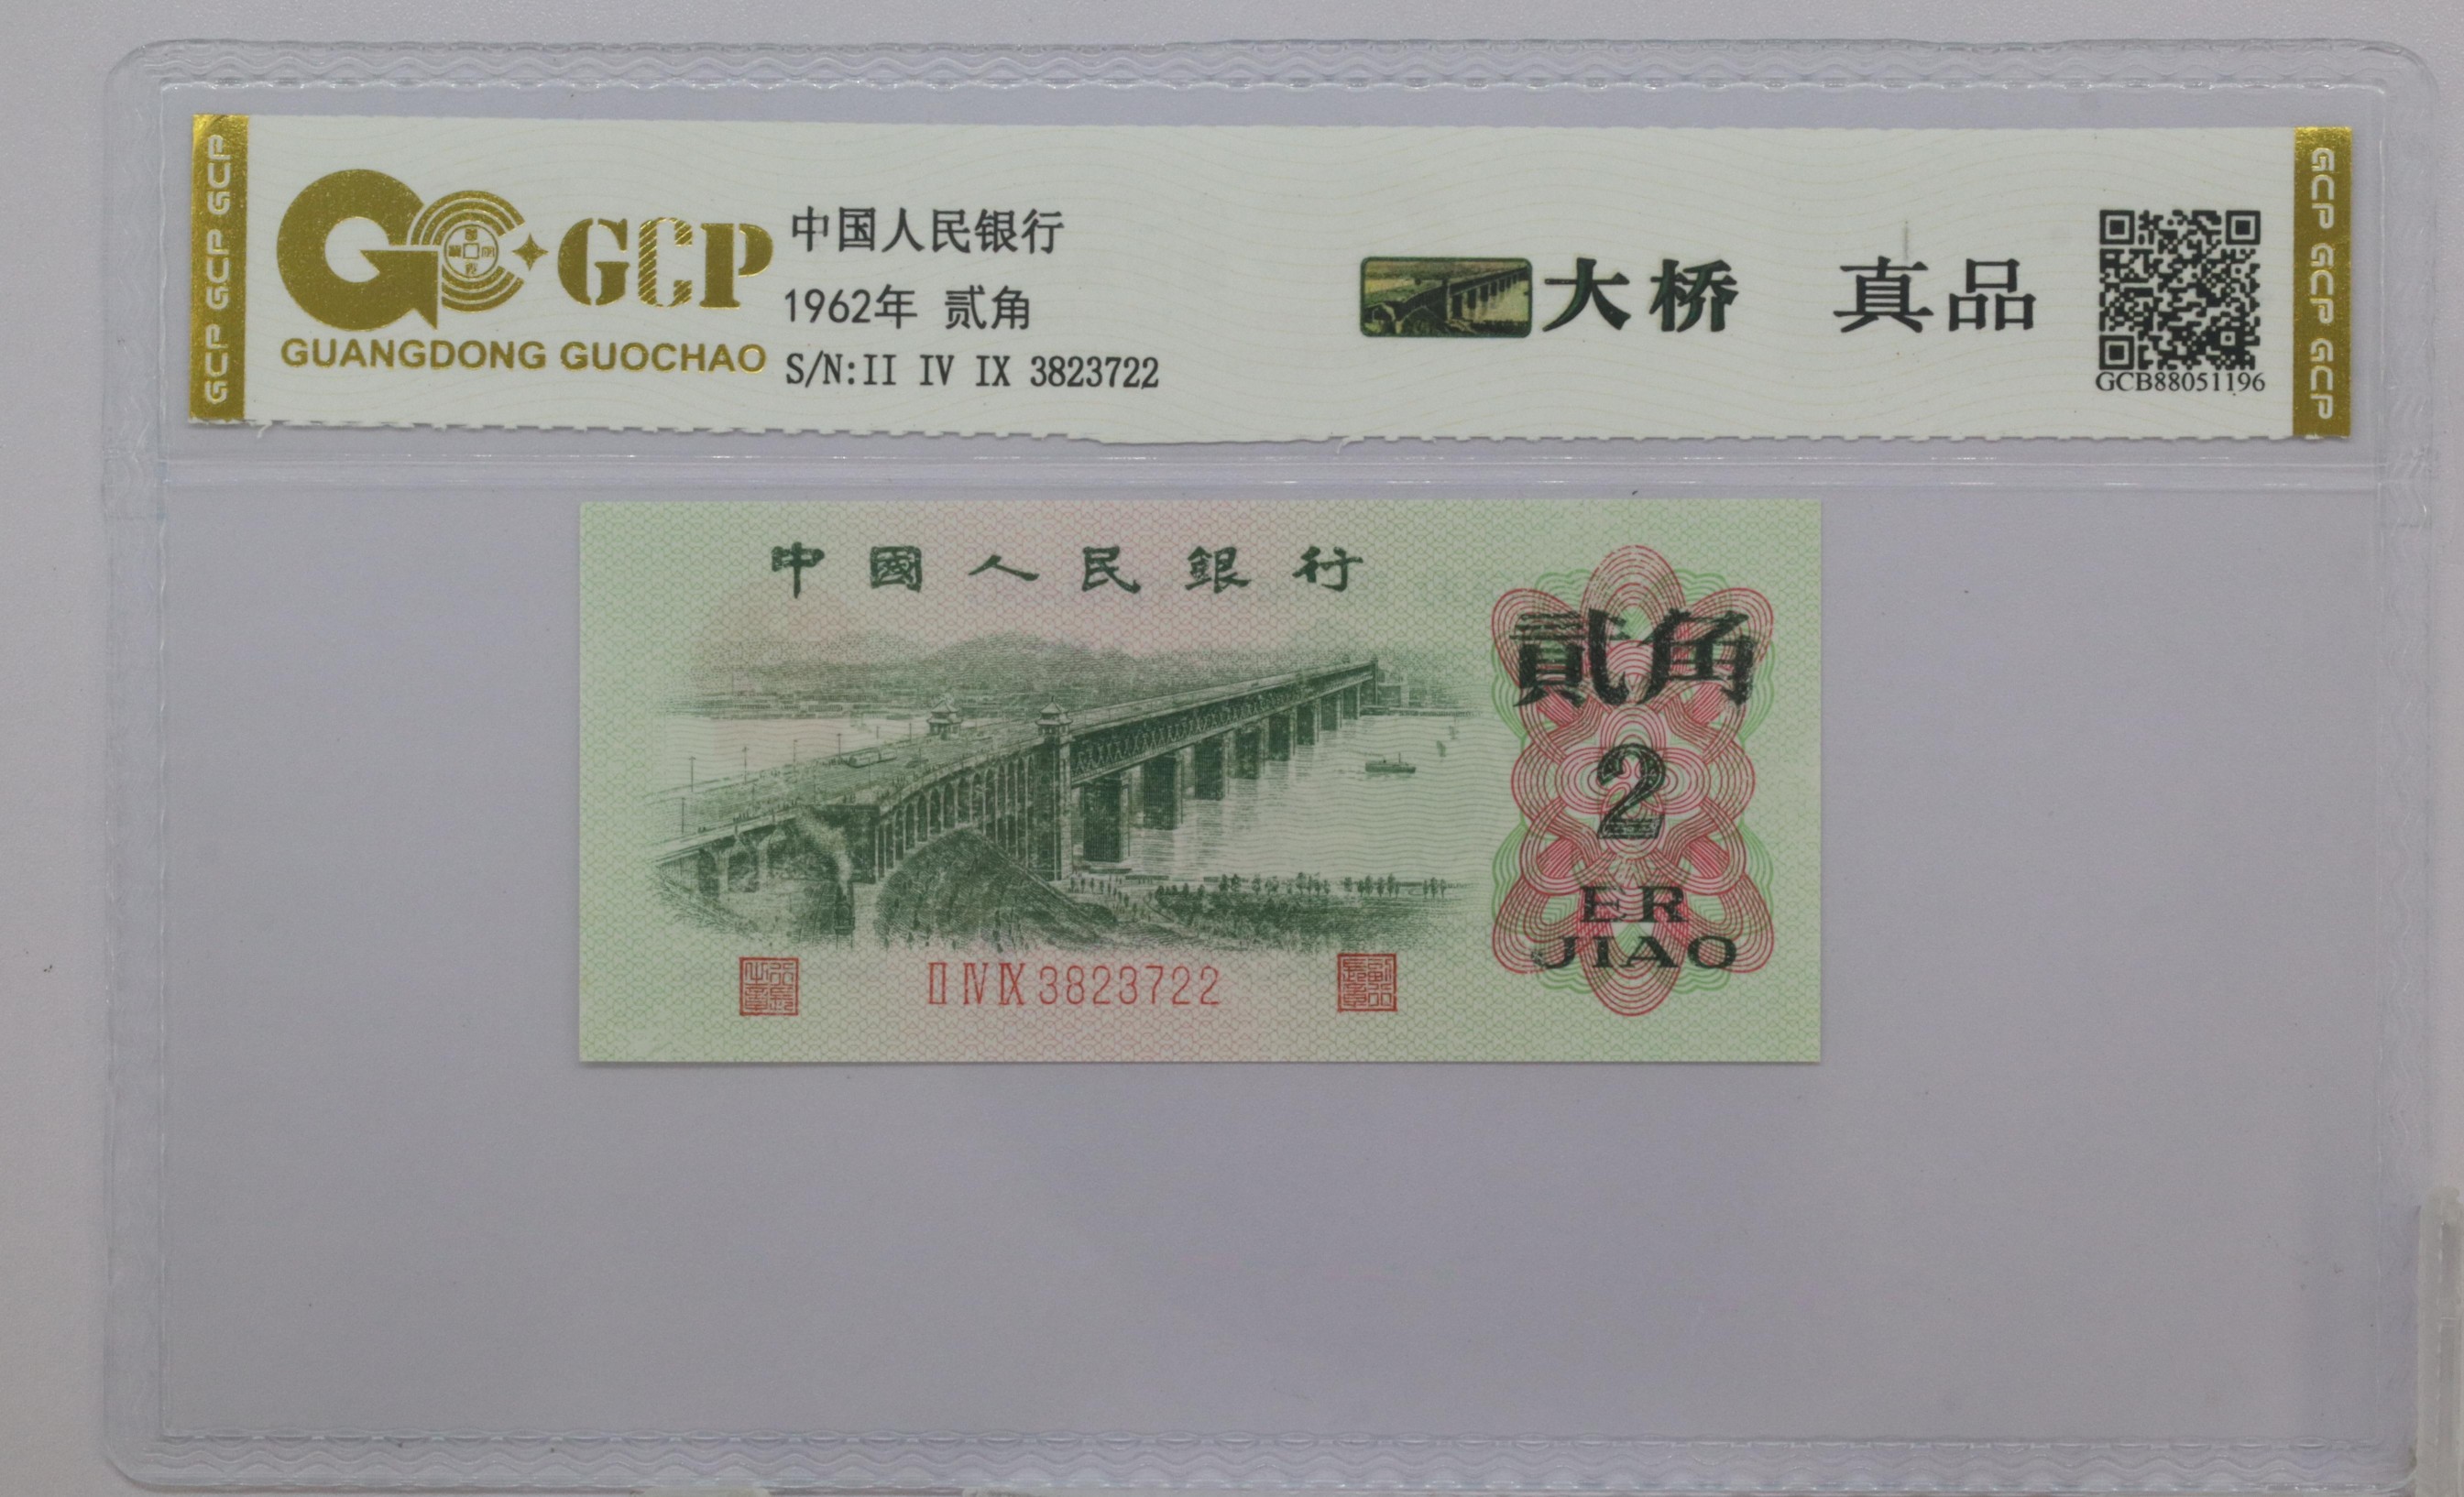 GCP GCP GCP
GCP
GUANGDONG GUOCHAO
中国人民银行
1962年 贰角
S/N:II IV IX 3823722
大桥 真品
GCB88051196
GCP GCP GCP
中國人民銀行
貳角
2
ER
JIAO
II IV IX 3823722